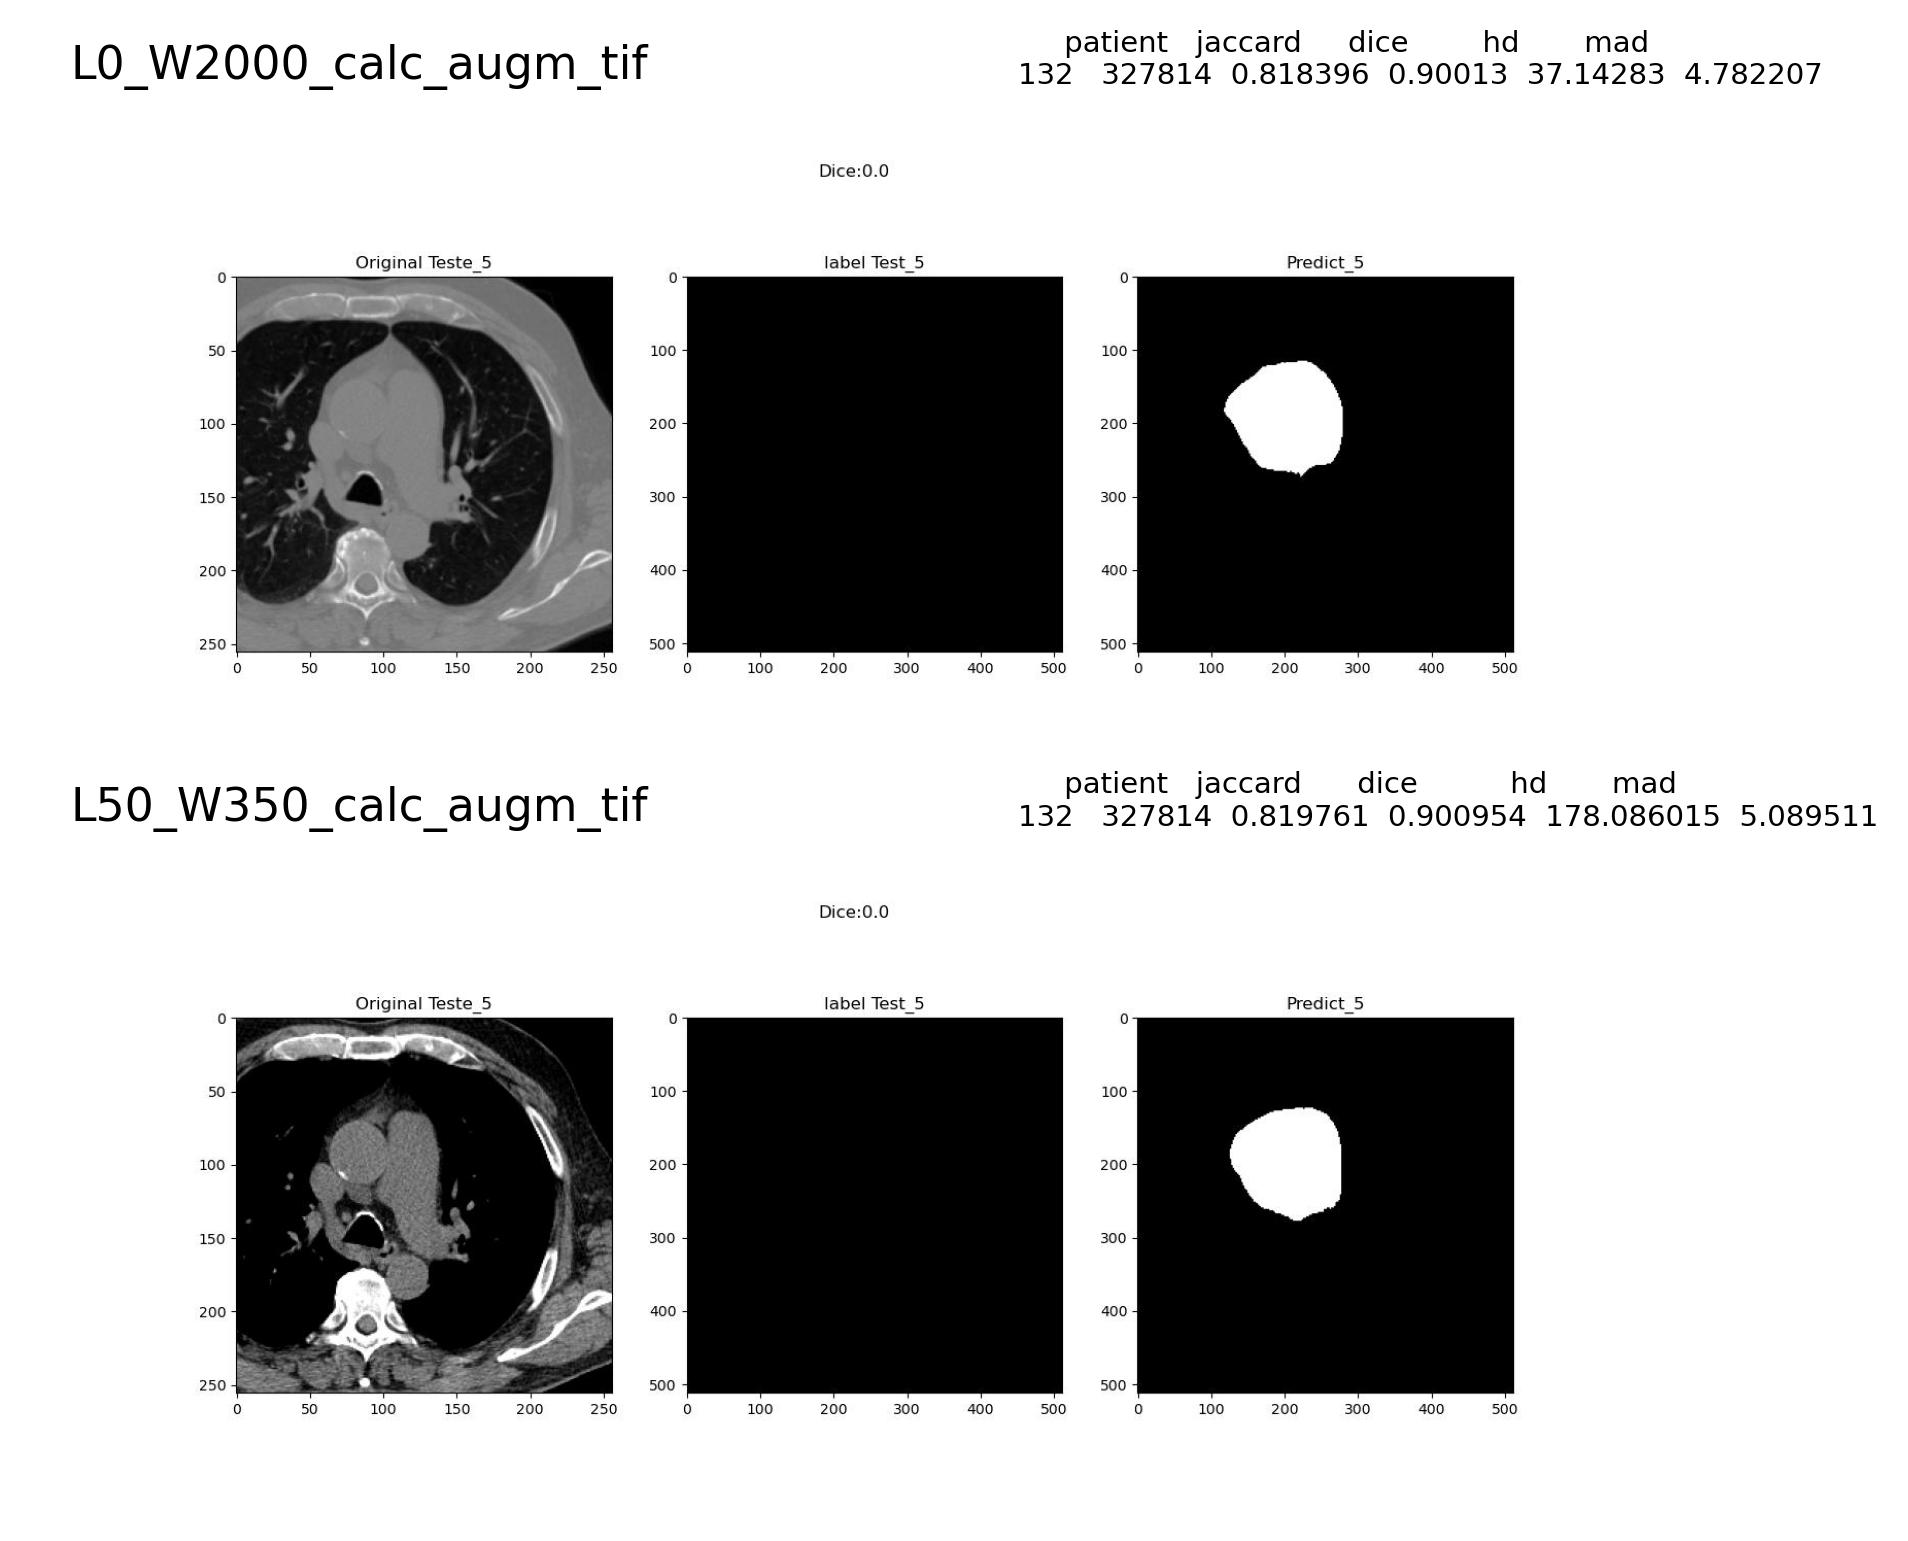 L0_W2000_calc_augm_tif
patient jaccard dice hd mad
132 327814 0.818396 0.90013 37.14283 4.782207
Dice:0.0
Original Teste_5 label Test_5 Predict_5
0 0 0
50 100 100
100 200 200
150 300 300
200 400 400
250 500 500
0 50 100 150 200 250 0 100 200 300 400 500 0 100 200 300 400 500
L50_W350_calc_augm_tif
patient jaccard dice hd mad
132 327814 0.819761 0.900954 178.086015 5.089511
Dice:0.0
Original Teste_5 label Test_5 Predict_5
0 0 0
50 100 100
100 200 200
150 300 300
200 400 400
250 500 500
0 50 100 150 200 250 0 100 200 300 400 500 0 100 200 300 400 500